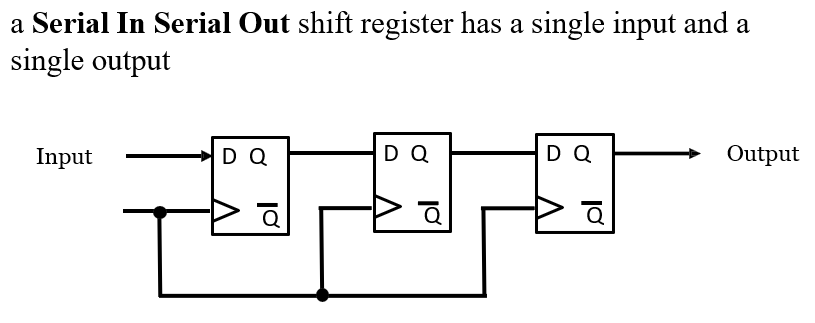 a Serial In Serial Out shift register has a single input and a
single output
Input D Q D Q D Q Output
Q̅ Q̅ Q̅